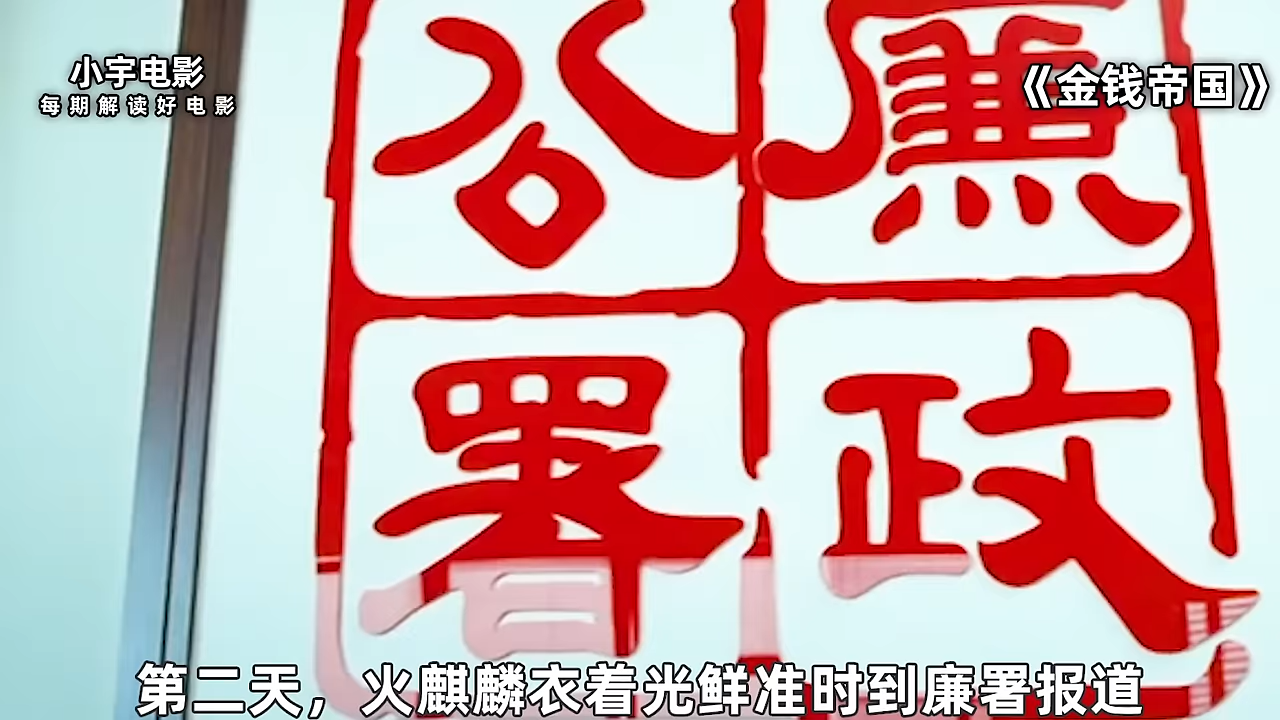 小宇电影
每期解读好电影
《金钱帝国》
廉政
公署
第二天，火麒麟衣着光鲜准时到廉署报道